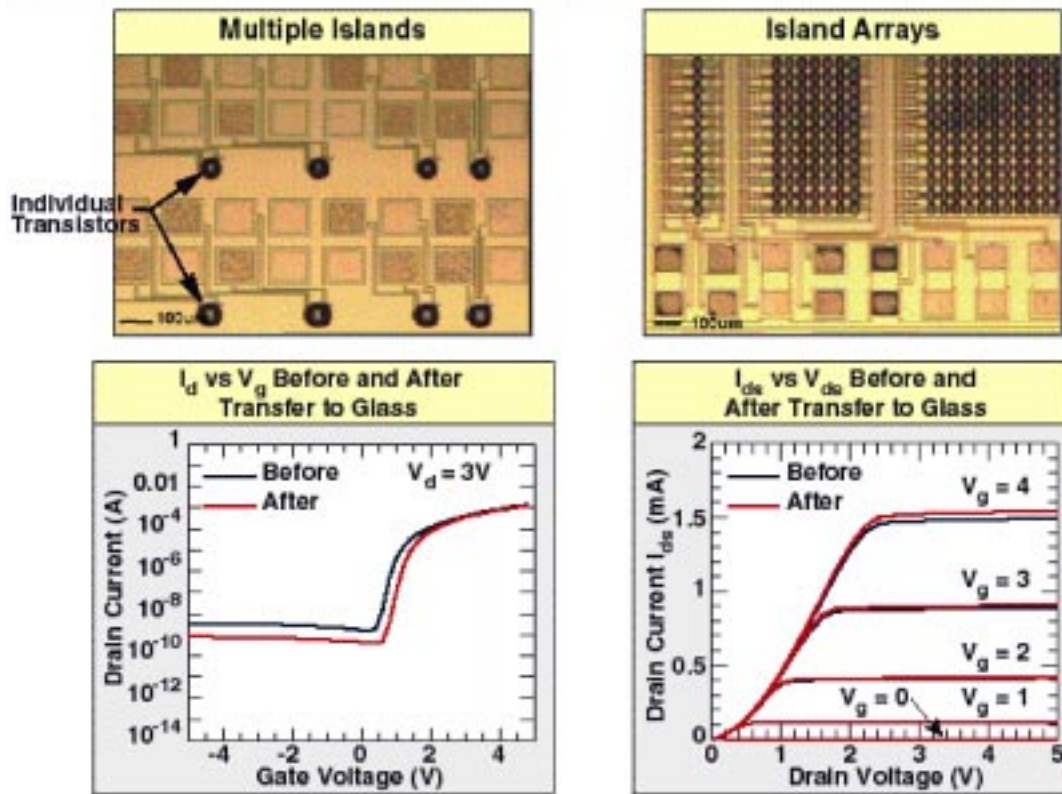 Multiple Islands
Individual
Transistors
100um
Island Arrays
100um
I_d vs V_g Before and After
Transfer to Glass
1
0.01
10^-4
10^-6
10^-8
10^-10
10^-12
10^-14
Drain Current (A)
Before
After
V_d = 3V
-4 -2 0 2 4
Gate Voltage (V)
I_ds vs V_ds Before and
After Transfer to Glass
2
1.5
1
0.5
0
Drain Current I_ds (mA)
Before
After
V_g = 4
V_g = 3
V_g = 2
V_g = 0 V_g = 1
0 1 2 3 4 5
Drain Voltage (V)